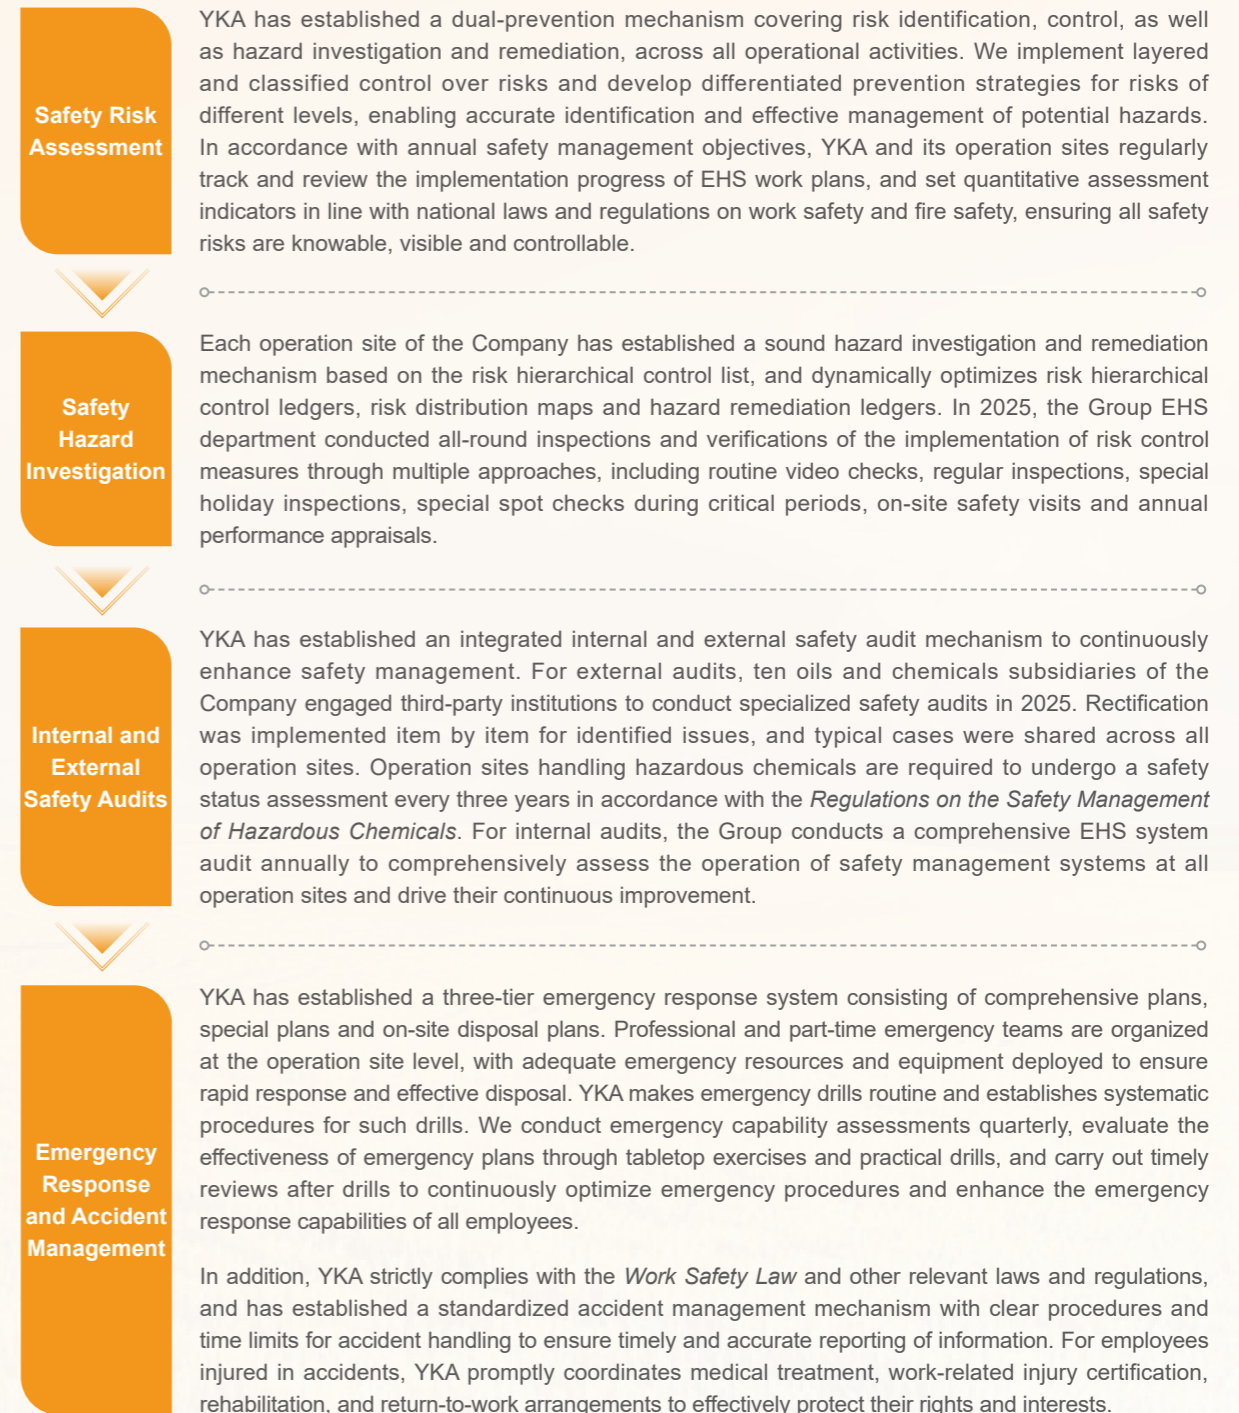 Safety Risk
Assessment
YKA has established a dual-prevention mechanism covering risk identification, control, as well
as hazard investigation and remediation, across all operational activities. We implement layered
and classified control over risks and develop differentiated prevention strategies for risks of
different levels, enabling accurate identification and effective management of potential hazards.
In accordance with annual safety management objectives, YKA and its operation sites regularly
track and review the implementation progress of EHS work plans, and set quantitative assessment
indicators in line with national laws and regulations on work safety and fire safety, ensuring all safety
risks are knowable, visible and controllable.
Safety
Hazard
Investigation
Each operation site of the Company has established a sound hazard investigation and remediation
mechanism based on the risk hierarchical control list, and dynamically optimizes risk hierarchical
control ledgers, risk distribution maps and hazard remediation ledgers. In 2025, the Group EHS
department conducted all-round inspections and verifications of the implementation of risk control
measures through multiple approaches, including routine video checks, regular inspections, special
holiday inspections, special spot checks during critical periods, on-site safety visits and annual
performance appraisals.
Internal and
External
Safety Audits
YKA has established an integrated internal and external safety audit mechanism to continuously
enhance safety management. For external audits, ten oils and chemicals subsidiaries of the
Company engaged third-party institutions to conduct specialized safety audits in 2025. Rectification
was implemented item by item for identified issues, and typical cases were shared across all
operation sites. Operation sites handling hazardous chemicals are required to undergo a safety
status assessment every three years in accordance with the Regulations on the Safety Management
of Hazardous Chemicals. For internal audits, the Group conducts a comprehensive EHS system
audit annually to comprehensively assess the operation of safety management systems at all
operation sites and drive their continuous improvement.
Emergency
Response
and Accident
Management
YKA has established a three-tier emergency response system consisting of comprehensive plans,
special plans and on-site disposal plans. Professional and part-time emergency teams are organized
at the operation site level, with adequate emergency resources and equipment deployed to ensure
rapid response and effective disposal. YKA makes emergency drills routine and establishes systematic
procedures for such drills. We conduct emergency capability assessments quarterly, evaluate the
effectiveness of emergency plans through tabletop exercises and practical drills, and carry out timely
reviews after drills to continuously optimize emergency procedures and enhance the emergency
response capabilities of all employees.
In addition, YKA strictly complies with the Work Safety Law and other relevant laws and regulations,
and has established a standardized accident management mechanism with clear procedures and
time limits for accident handling to ensure timely and accurate reporting of information. For employees
injured in accidents, YKA promptly coordinates medical treatment, work-related injury certification,
rehabilitation, and return-to-work arrangements to effectively protect their rights and interests.